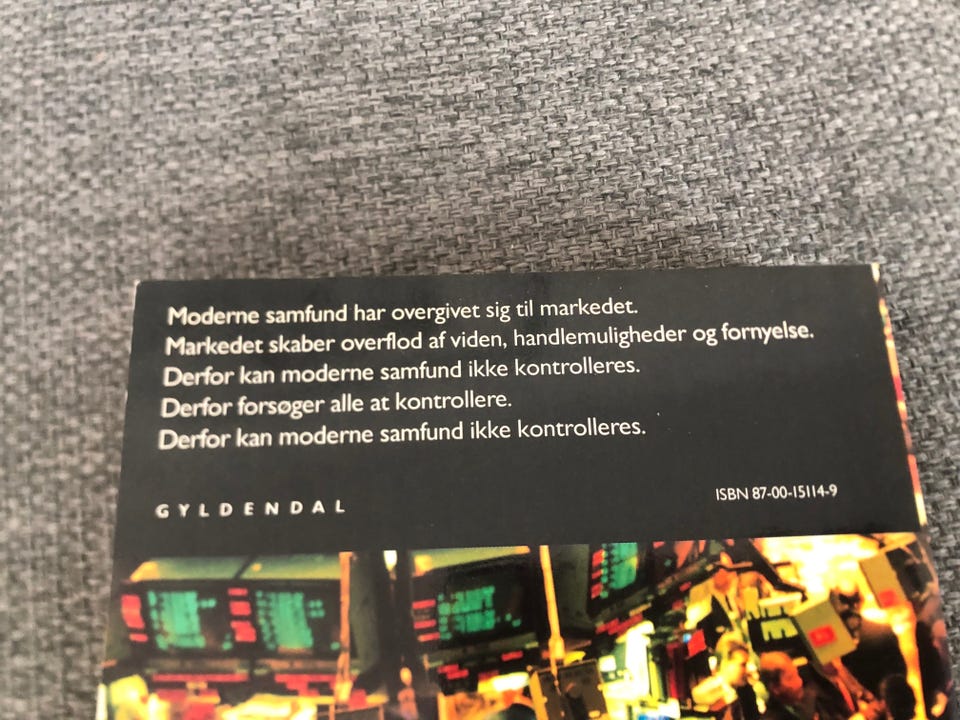 Moderne samfund har overgivet sig til markedet.
Markedet skaber overflod af viden, handlemuligheder og fornyelse.
Derfor kan moderne samfund ikke kontrolleres.
Derfor forsøger alle at kontrollere.
Derfor kan moderne samfund ikke kontrolleres.
GYLDENDAL
ISBN 87-00-15114-9